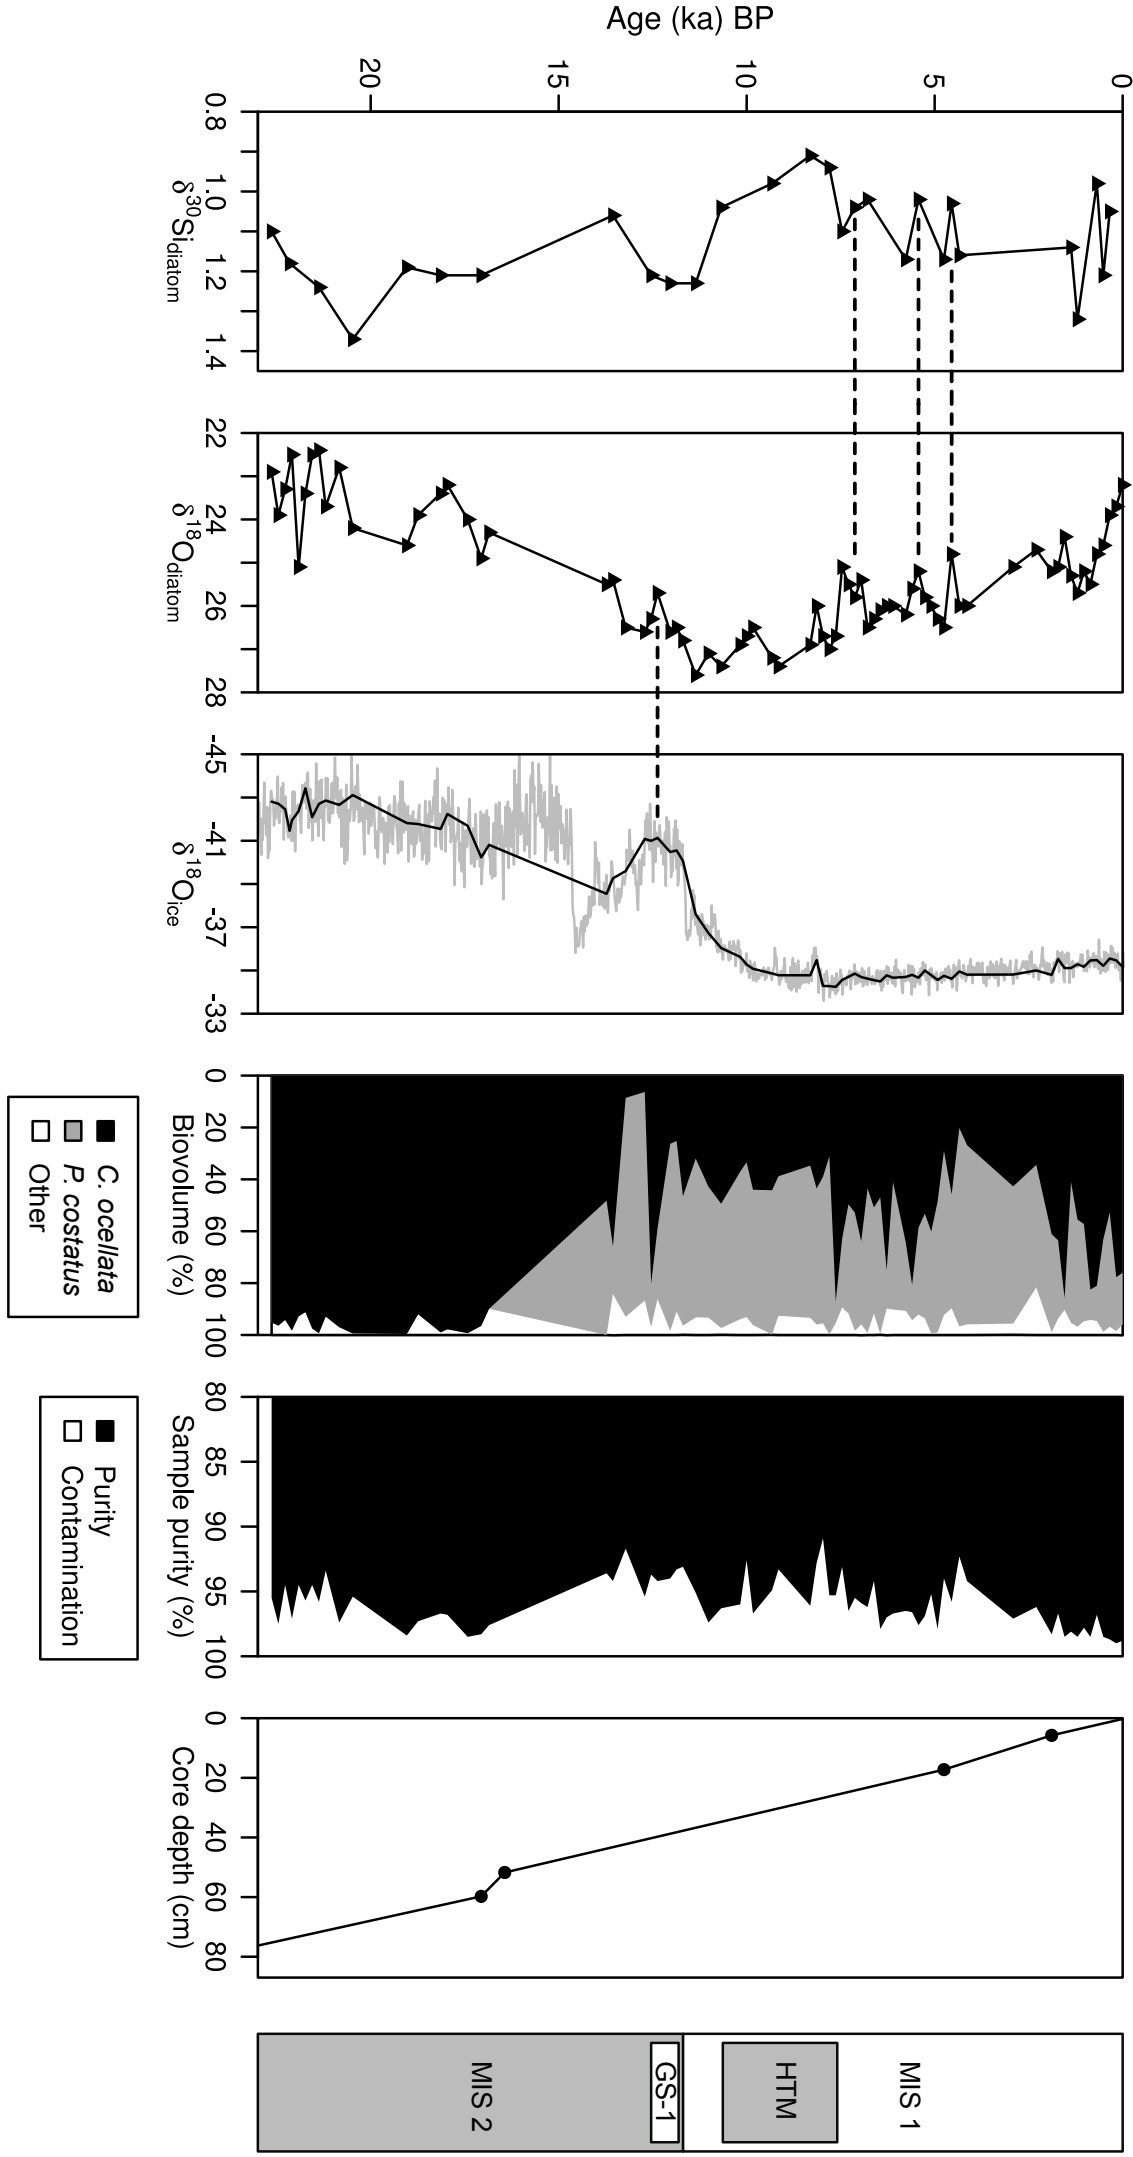 Age (ka) BP
0
5
10
15
20
0.8
1.0
1.2
1.4
δ30Sidiatom
22
24
26
28
δ18Odiatom
-45
-41
-37
-33
δ18Oice
0
20
40
60
80
100
Biovolume (%)
C. ocellata
P. costatus
Other
80
85
90
95
100
Sample purity (%)
Purity
Contamination
0
20
40
60
80
Core depth (cm)
MIS 1
HTM
GS-1
MIS 2